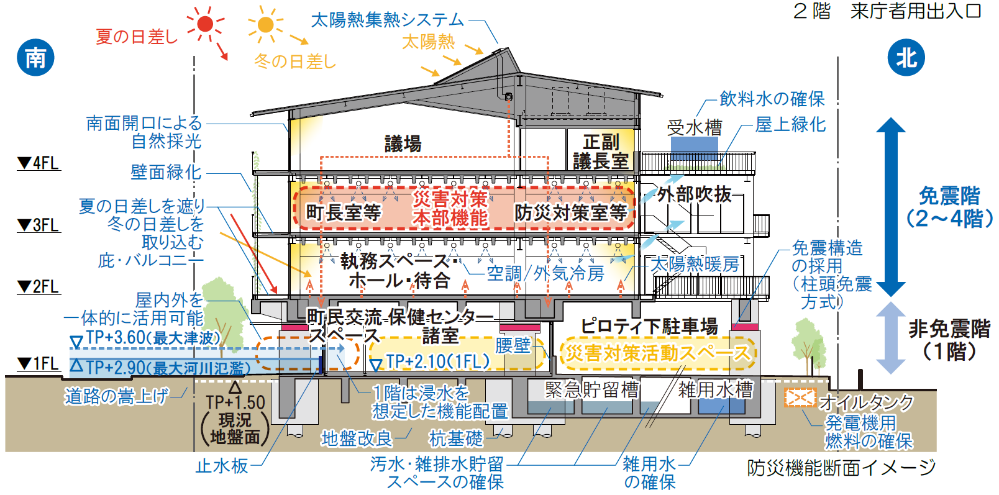 2階　来庁者用出入口
夏の日差し
冬の日差し
太陽熱集熱システム
太陽熱
南
北
南面開口による
自然採光
議場
正副
議長室
受水槽
飲料水の確保
屋上緑化
▼4FL
壁面緑化
夏の日差しを遮り
冬の日差しを
取り込む
庇・バルコニー
町長室等
災害対策
本部機能
防災対策室等
外部吹抜
免震階
（2～4階）
▼3FL
執務スペース・
ホール・待合
空調/外気冷房
太陽熱暖房
免震構造
の採用
（柱頭免震
方式）
▼2FL
屋内外を
一体的に活用可能
町民交流
スペース
保健センター
諸室
腰壁
ピロティ下駐車場
災害対策活動スペース
非免震階
（1階）
▽TP+3.60（最大津波）
▼1FL
△TP+2.90（最大河川氾濫）
▽TP+2.10（1FL）
道路の嵩上げ
△
TP+1.50
（現況
地盤面）
1階は浸水を
想定した機能配置
緊急貯留槽
雑用水槽
オイルタンク
発電機用
燃料の確保
地盤改良
杭基礎
止水板
汚水・雑排水貯留
スペースの確保
雑用水
の確保
防災機能断面イメージ